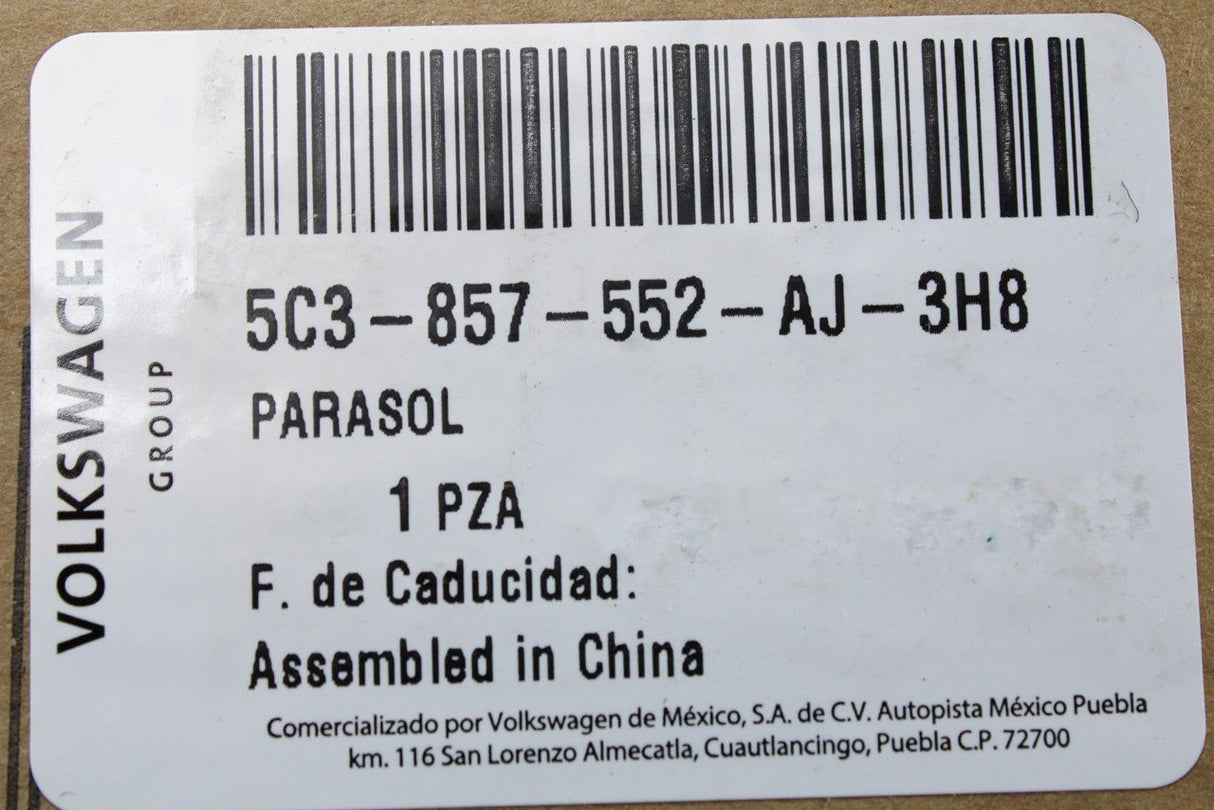 VOLKSWAGEN
GROUP
5C3-857-552-AJ-3H8
PARASOL
1 PZA
F. de Caducidad:
Assembled in China
Comercializado por Volkswagen de México, S.A. de C.V. Autopista México Puebla
km. 116 San Lorenzo Almecatla, Cuautlancingo, Puebla C.P. 72700